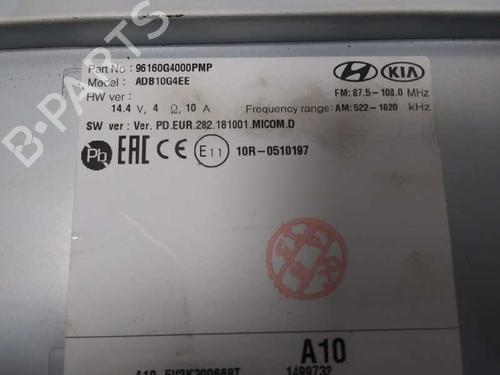 B-PARTS
Part No : 96160G4000PMP
Model : ADB10G4EE
HW ver :
14.4 V, 4 Ω, 10 A
HYUNDAI KIA
FM: 87.5 - 108.0 MHz
Frequency range: AM: 522 - 1620 kHz
SW ver : Ver. PD.EUR.282.181001.MICOM.D
Pb EAC CE E11 10R-0510197
A10
1499732